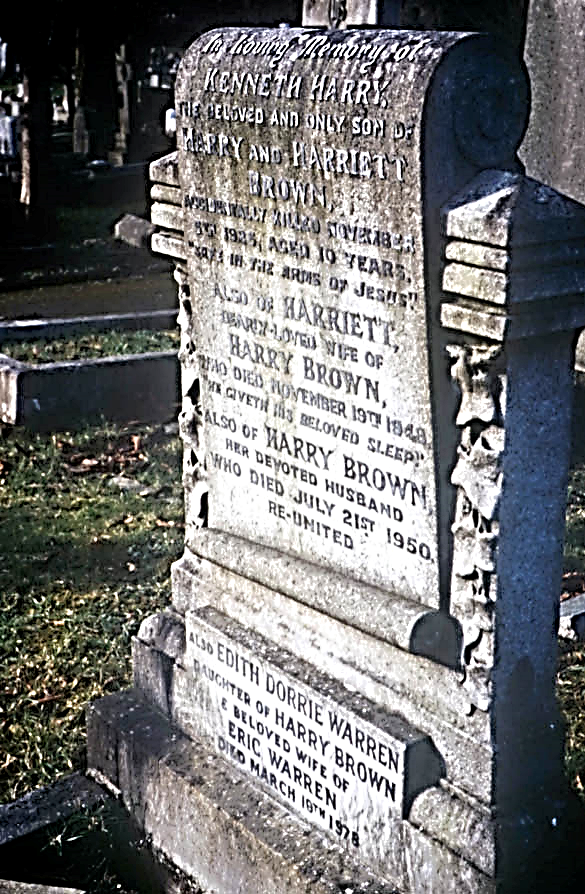 In Loving Memory of
KENNETH HARRY,
THE BELOVED AND ONLY SON OF
HARRY AND HARRIETT
BROWN,
ACCIDENTALLY KILLED NOVEMBER
5TH 1923, AGED 10 YEARS.
"SAFE IN THE ARMS OF JESUS".
ALSO OF HARRIETT,
DEARLY-LOVED WIFE OF
HARRY BROWN,
WHO DIED, NOVEMBER 19TH 1948
"HE GIVETH HIS BELOVED SLEEP."
ALSO OF HARRY BROWN
HER DEVOTED HUSBAND
WHO DIED JULY 21ST 1950.
RE-UNITED
ALSO EDITH DORRIE WARREN
DAUGHTER OF HARRY BROWN
& BELOVED WIFE OF
ERIC WARREN
DIED MARCH 19TH 1978